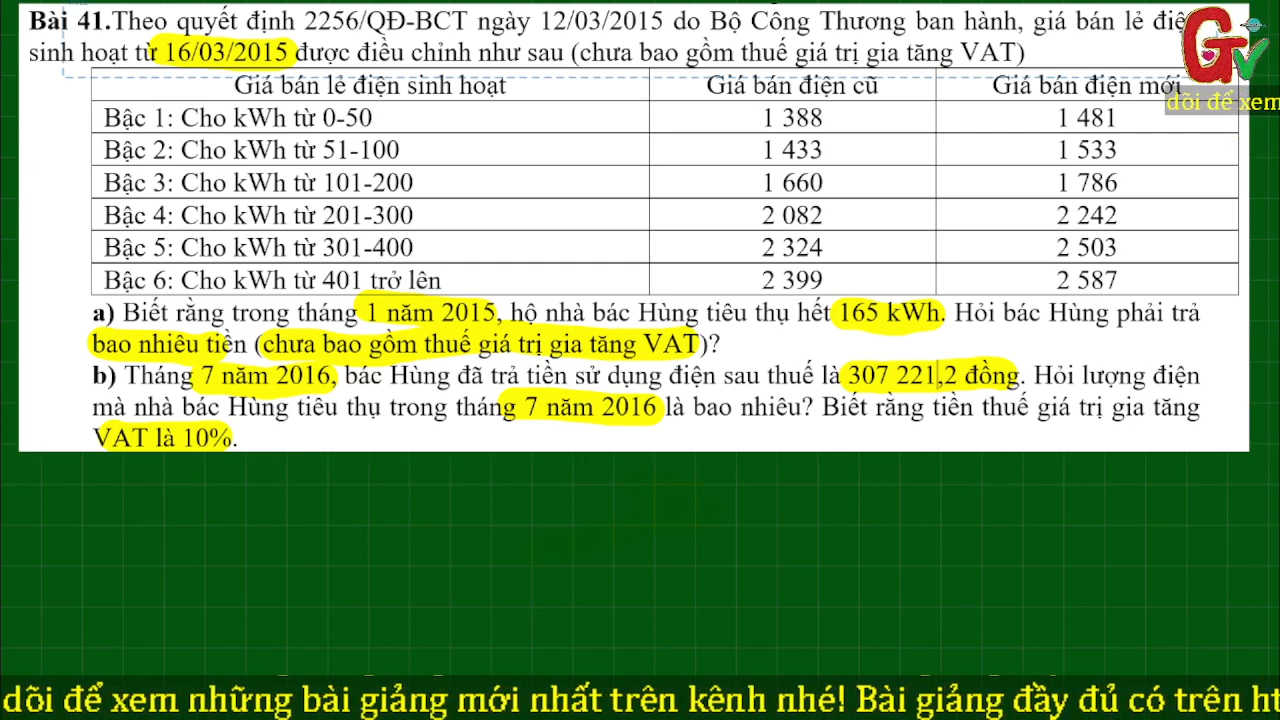 Bài 41.Theo quyết định 2256/QĐ-BCT ngày 12/03/2015 do Bộ Công Thương ban hành, giá bán lẻ
sinh hoạt từ 16/03/2015 được điều chỉnh như sau (chưa bao gồm thuế giá trị gia tăng VAT)
Giá bán lẻ điện sinh hoạt Giá bán điện cũ Giá bán điện mới
Bậc 1: Cho kWh từ 0-50 1 388 1 481
Bậc 2: Cho kWh từ 51-100 1 433 1 533
Bậc 3: Cho kWh từ 101-200 1 660 1 786
Bậc 4: Cho kWh từ 201-300 2 082 2 242
Bậc 5: Cho kWh từ 301-400 2 324 2 503
Bậc 6: Cho kWh từ 401 trở lên 2 399 2 587
a) Biết rằng trong tháng 1 năm 2015, hộ nhà bác Hùng tiêu thụ hết 165 kWh. Hỏi bác Hùng phải trả
bao nhiêu tiền (chưa bao gồm thuế giá trị gia tăng VAT)?
b) Tháng 7 năm 2016, bác Hùng đã trả tiền sử dụng điện sau thuế là 307 221,2 đồng. Hỏi lượng điện
mà nhà bác Hùng tiêu thụ trong tháng 7 năm 2016 là bao nhiêu? Biết rằng tiền thuế giá trị gia tăng
VAT là 10%.
GTV
dõi để xem
dõi để xem những bài giảng mới nhất trên kênh nhé! Bài giảng đầy đủ có trên ht